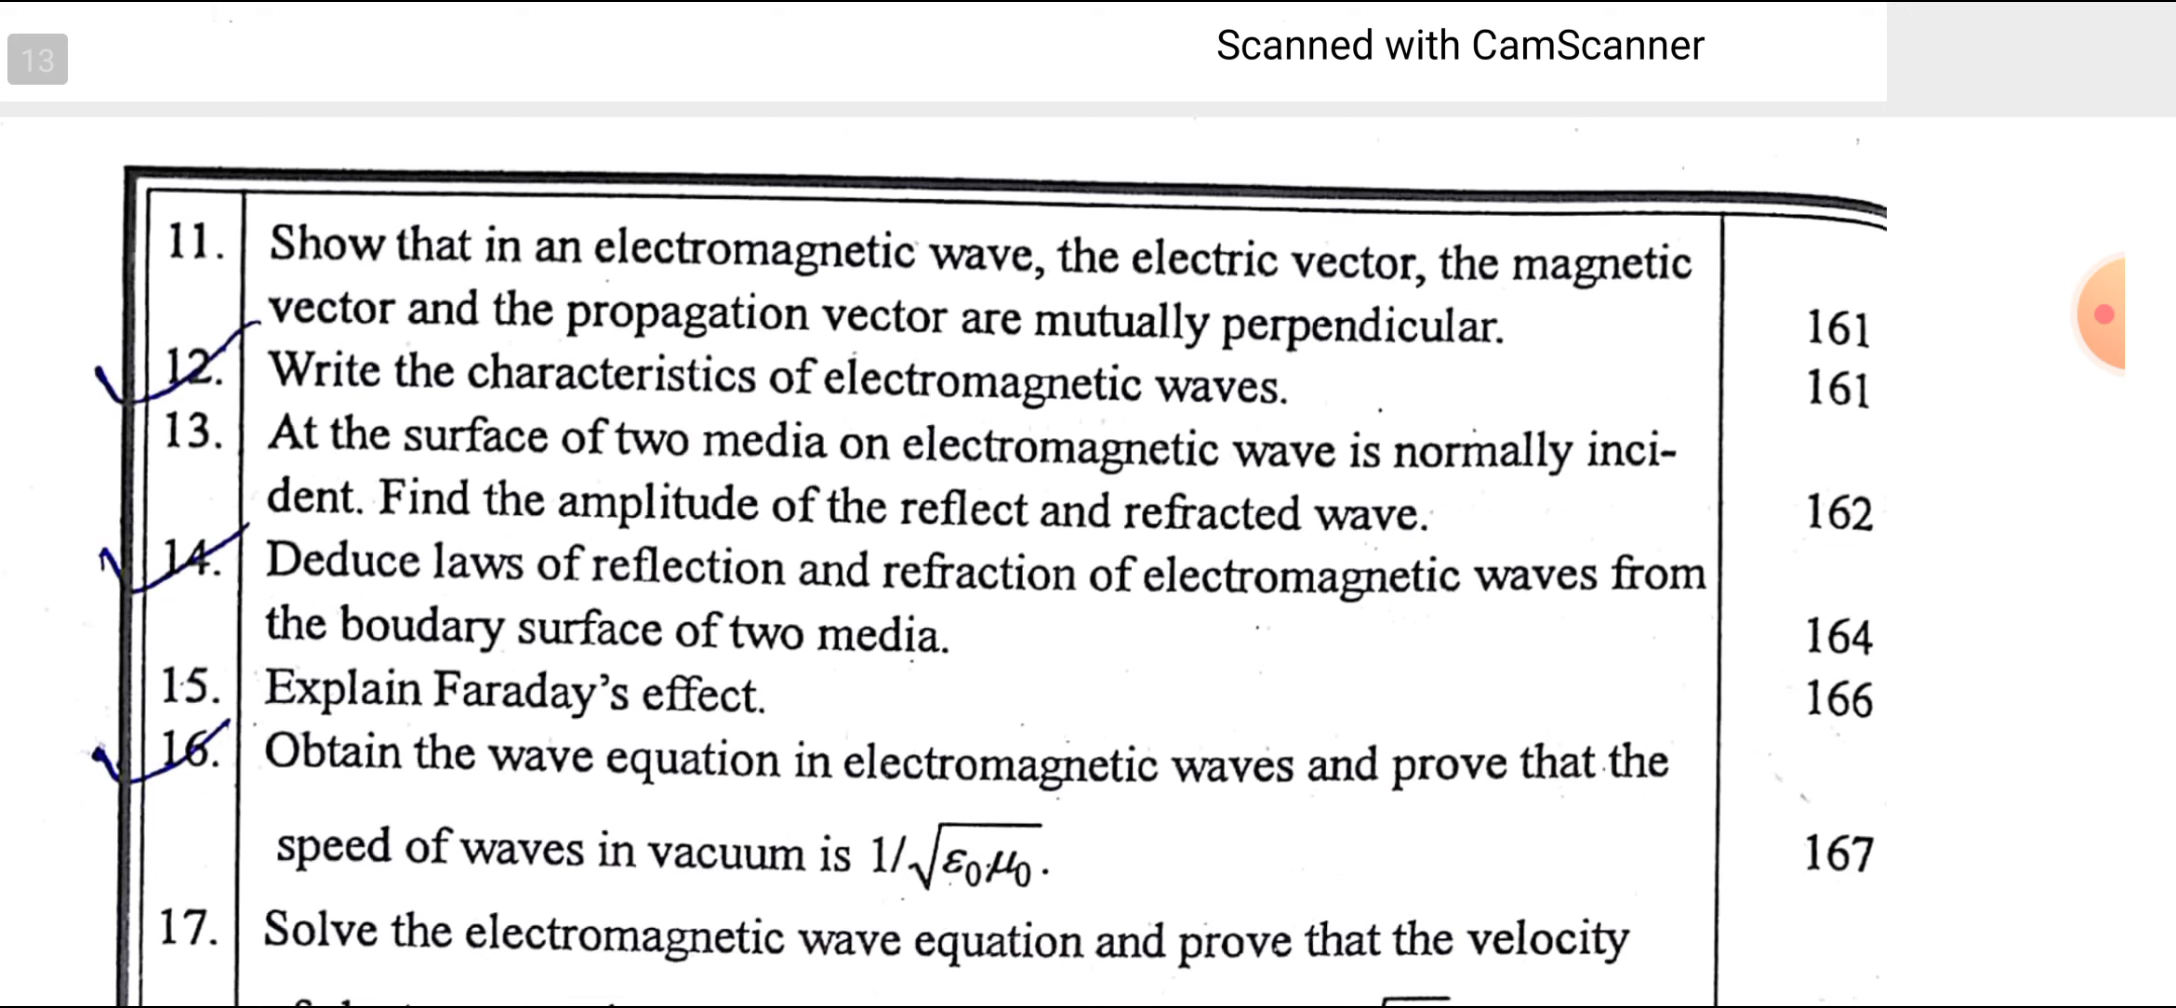 13
Scanned with CamScanner
11. Show that in an electromagnetic wave, the electric vector, the magnetic
vector and the propagation vector are mutually perpendicular. 161
12. Write the characteristics of electromagnetic waves. 161
13. At the surface of two media on electromagnetic wave is normally inci-
dent. Find the amplitude of the reflect and refracted wave. 162
14. Deduce laws of reflection and refraction of electromagnetic waves from
the boudary surface of two media. 164
15. Explain Faraday's effect. 166
16. Obtain the wave equation in electromagnetic waves and prove that the
speed of waves in vacuum is 1/√ε₀μ₀. 167
17. Solve the electromagnetic wave equation and prove that the velocity